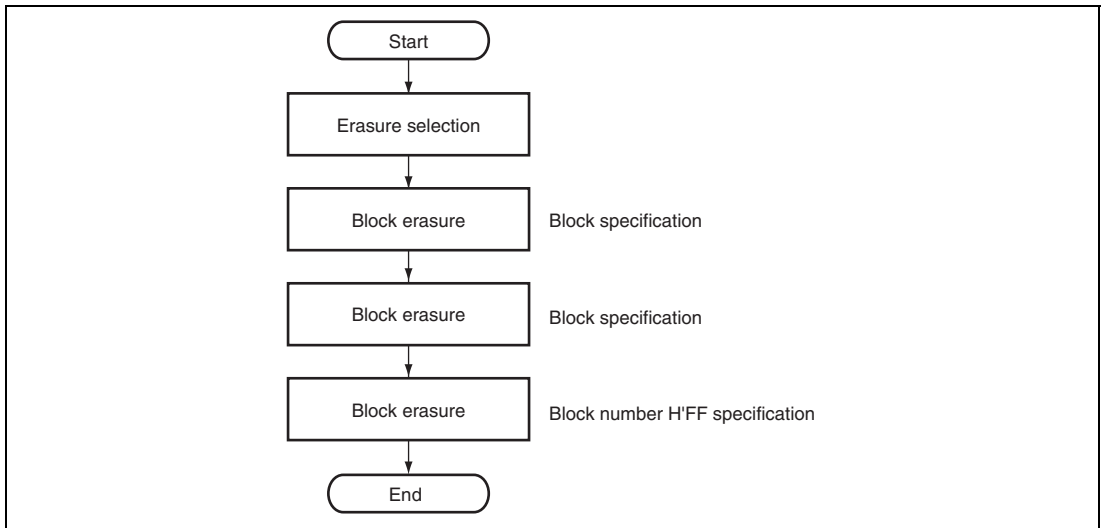 Start
Erasure selection
Block erasure
Block specification
Block erasure
Block specification
Block erasure
Block number H'FF specification
End